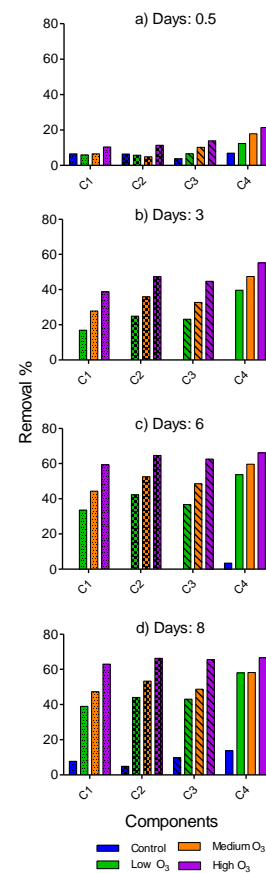 a) Days: 0.5
80
60
40
20
0
C1 C2 C3 C4
b) Days: 3
80
60
40
20
0
C1 C2 C3 C4
Removal %
c) Days: 6
80
60
40
20
0
C1 C2 C3 C4
d) Days: 8
80
60
40
20
0
C1 C2 C3 C4
Components
Control Medium O₃
Low O₃ High O₃